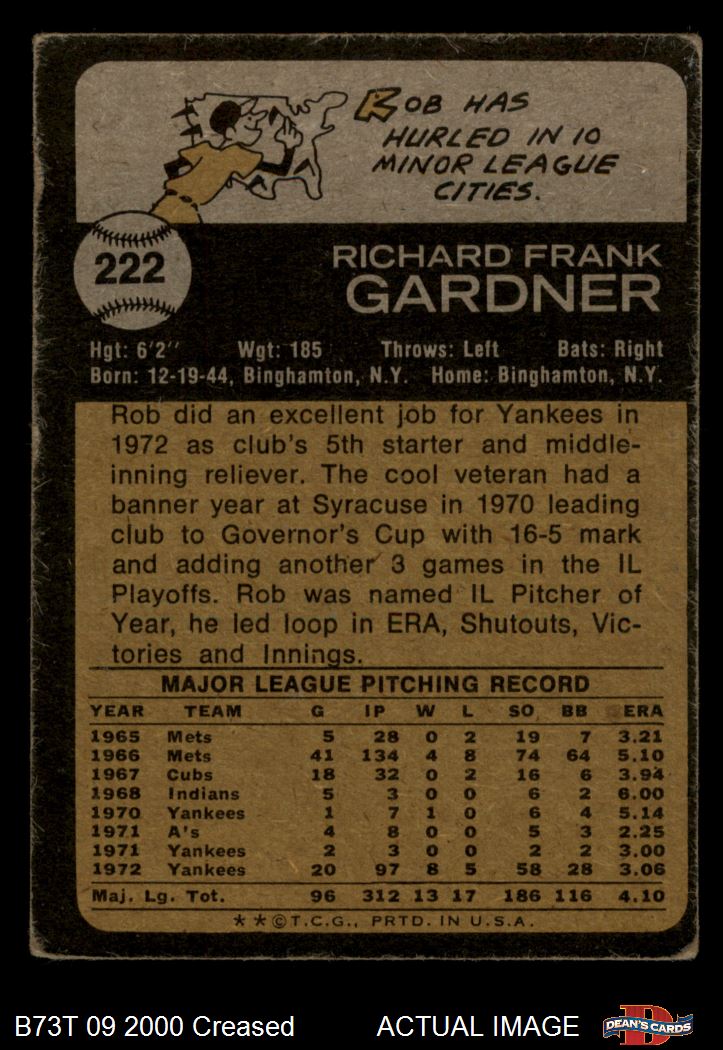 ROB HAS
HURLED IN 10
MINOR LEAGUE
CITIES.
222
RICHARD FRANK
GARDNER
Hgt: 6'2'' Wgt: 185 Throws: Left Bats: Right
Born: 12-19-44, Binghamton, N.Y. Home: Binghamton, N.Y.
Rob did an excellent job for Yankees in
1972 as club's 5th starter and middle-
inning reliever. The cool veteran had a
banner year at Syracuse in 1970 leading
club to Governor's Cup with 16-5 mark
and adding another 3 games in the IL
Playoffs. Rob was named IL Pitcher of
Year, he led loop in ERA, Shutouts, Vic-
tories and Innings.
MAJOR LEAGUE PITCHING RECORD
YEAR TEAM G IP W L SO BB ERA
1965 Mets 5 28 0 2 19 7 3.21
1966 Mets 41 134 4 8 74 64 5.10
1967 Cubs 18 32 0 2 16 6 3.94
1968 Indians 5 3 0 0 6 2 6.00
1970 Yankees 1 7 1 0 6 4 5.14
1971 A's 4 8 0 0 5 3 2.25
1971 Yankees 2 3 0 0 2 2 3.00
1972 Yankees 20 97 8 5 58 28 3.06
Maj. Lg. Tot. 96 312 13 17 186 116 4.10
**©T.C.G., PRTD. IN U.S.A.
B73T 09 2000 Creased ACTUAL IMAGE
DEAN'S CARDS